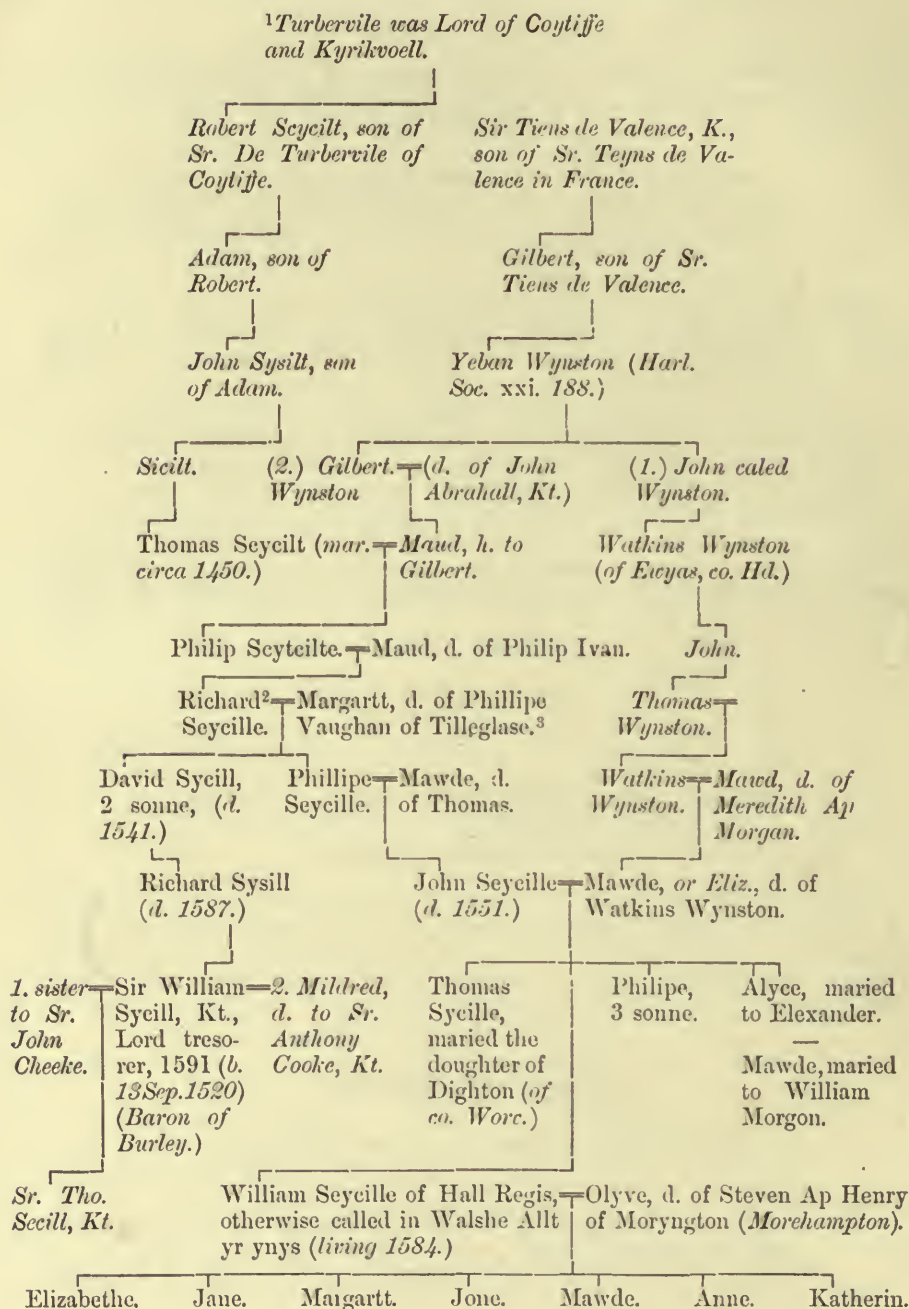 ¹Turbervile was Lord of Coytiffe
and Kyrikvoell.
Robert Scycilt, son of
Sr. De Turbervile of
Coytiffe.
Sir Tiens de Valence, K.,
son of Sr. Teyns de Va-
lence in France.
Adam, son of
Robert.
Gilbert, son of Sr.
Tiens de Valence.
John Sysilt, son
of Adam.
Yeban Wynston (Harl.
Soc. xxi. 188.)
Sicilt.
(2.) Gilbert.
Wynston
(d. of John
Abrahall, Kt.)
(1.) John caled
Wynston.
Thomas Scycilt (mar.
circa 1450.)
Maud, h. to
Gilbert.
Watkins Wynston
(of Ewyas, co. Hd.)
Philip Scytcilte.
Maud, d. of Philip Ivan.
John.
Richard²
Seycille.
Margartt, d. of Phillipe
Vaughan of Tilleglase.³
Thomas
Wynston.
David Sycill,
2 sonne, (d.
1541.)
Phillipe
Seycille.
Mawde, d.
of Thomas.
Watkins
Wynston.
Mawd, d. of
Meredith Ap
Morgan.
Richard Sysill
(d. 1587.)
John Seycille
(d. 1551.)
Mawde, or Eliz., d. of
Watkins Wynston.
1. sister
to Sr.
John
Cheeke.
Sir William
Sycill, Kt.,
Lord treso-
rer, 1591 (b.
13 Sep. 1520)
(Baron of
Burley.)
2. Mildred,
d. to Sr.
Anthony
Cooke, Kt.
Thomas
Sycille,
maried the
doughter of
Dighton (of
co. Worc.)
Philipe,
3 sonne.
Alyce, maried
to Elexander.
—
Mawde, maried
to William
Morgon.
Sr. Tho.
Secill, Kt.
William Seycille of Hall Regis,
otherwise called in Walshe Allt
yr ynys (living 1584.)
Olyve, d. of Steven Ap Henry
of Moryngton (Morehampton).
Elizabethe. Jane. Margartt. Jone. Mawde. Anne. Katherin.